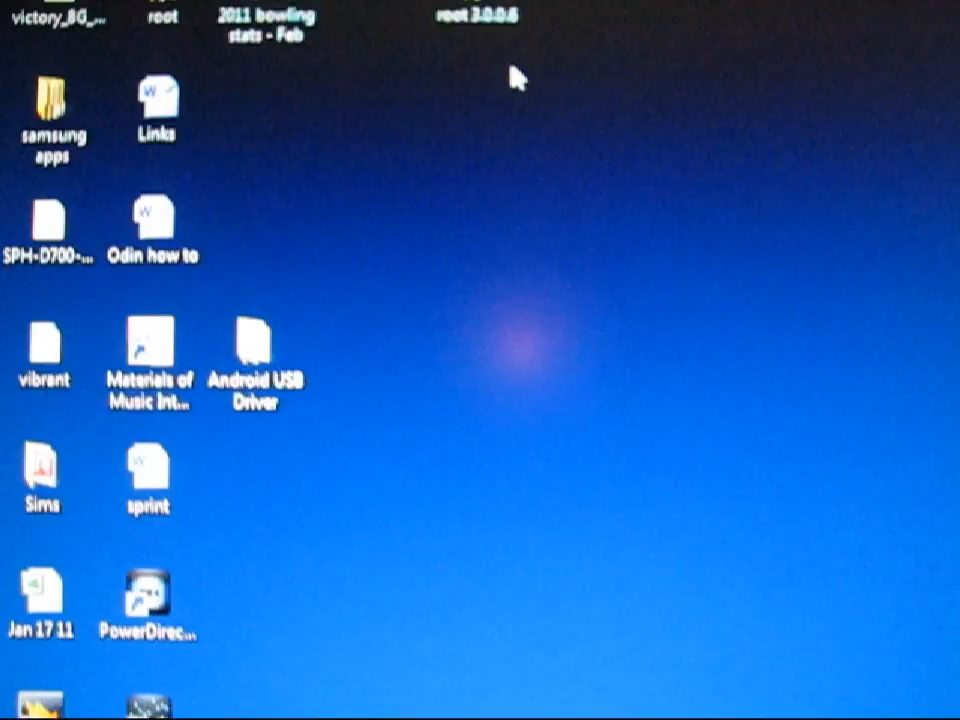 victory_8G_...
root
2011 bowling
stats - Feb
root 3.0.0.6
samsung
apps
Links
SPH-D700-...
Odin how to
vibrant
Materials of
Music Int...
Android USB
Driver
Sims
sprint
Jan 17 11
PowerDirec...